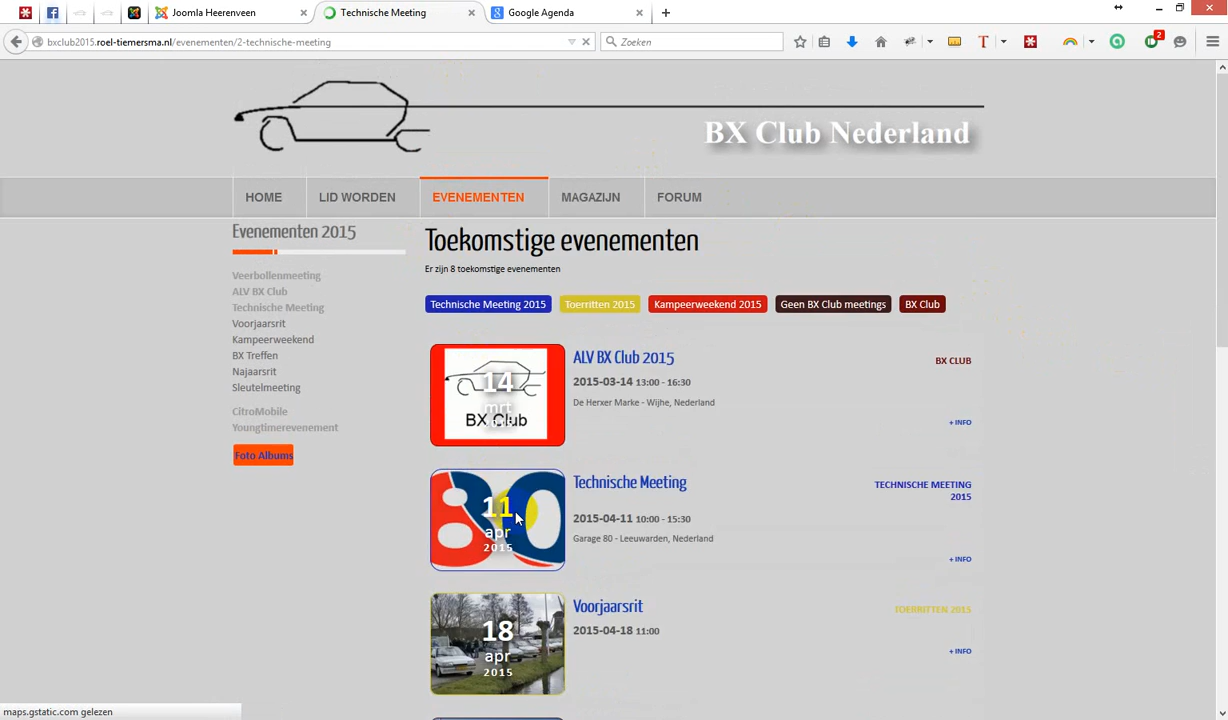 Joomla Heerenveen
Technische Meeting
Google Agenda
bxclub2015.roel-tiemersma.nl/evenementen/2-technische-meeting
Zoeken
2
BX Club Nederland
HOME
LID WORDEN
EVENEMENTEN
MAGAZIJN
FORUM
Evenementen 2015
Veerbollenmeeting
ALV BX Club
Technische Meeting
Voorjaarsrit
Kampeerweekend
BX Treffen
Najaarsrit
Sleutelmeeting
CitroMobile
Youngtimerevenement
Foto Albums
Toekomstige evenementen
Er zijn 8 toekomstige evenementen
Technische Meeting 2015
Toerritten 2015
Kampeerweekend 2015
Geen BX Club meetings
BX Club
14
mrt
BX Club
ALV BX Club 2015
2015-03-14 13:00 - 16:30
De Herxer Marke - Wijhe, Nederland
BX CLUB
+ INFO
80
11
apr
2015
Technische Meeting
2015-04-11 10:00 - 15:30
Garage 80 - Leeuwarden, Nederland
TECHNISCHE MEETING
2015
+ INFO
18
apr
2015
Voorjaarsrit
2015-04-18 11:00
TOERRITTEN 2015
+ INFO
maps.gstatic.com gelezen